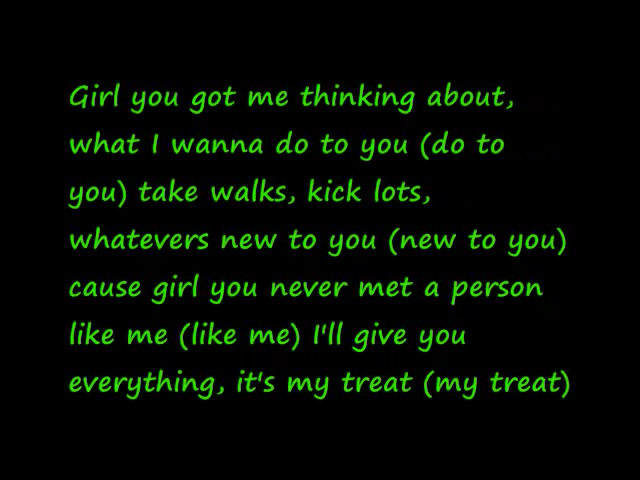 Girl you got me thinking about,
what I wanna do to you (do to
you) take walks, kick lots,
whatevers new to you (new to you)
cause girl you never met a person
like me (like me) I'll give you
everything, it's my treat (my treat)